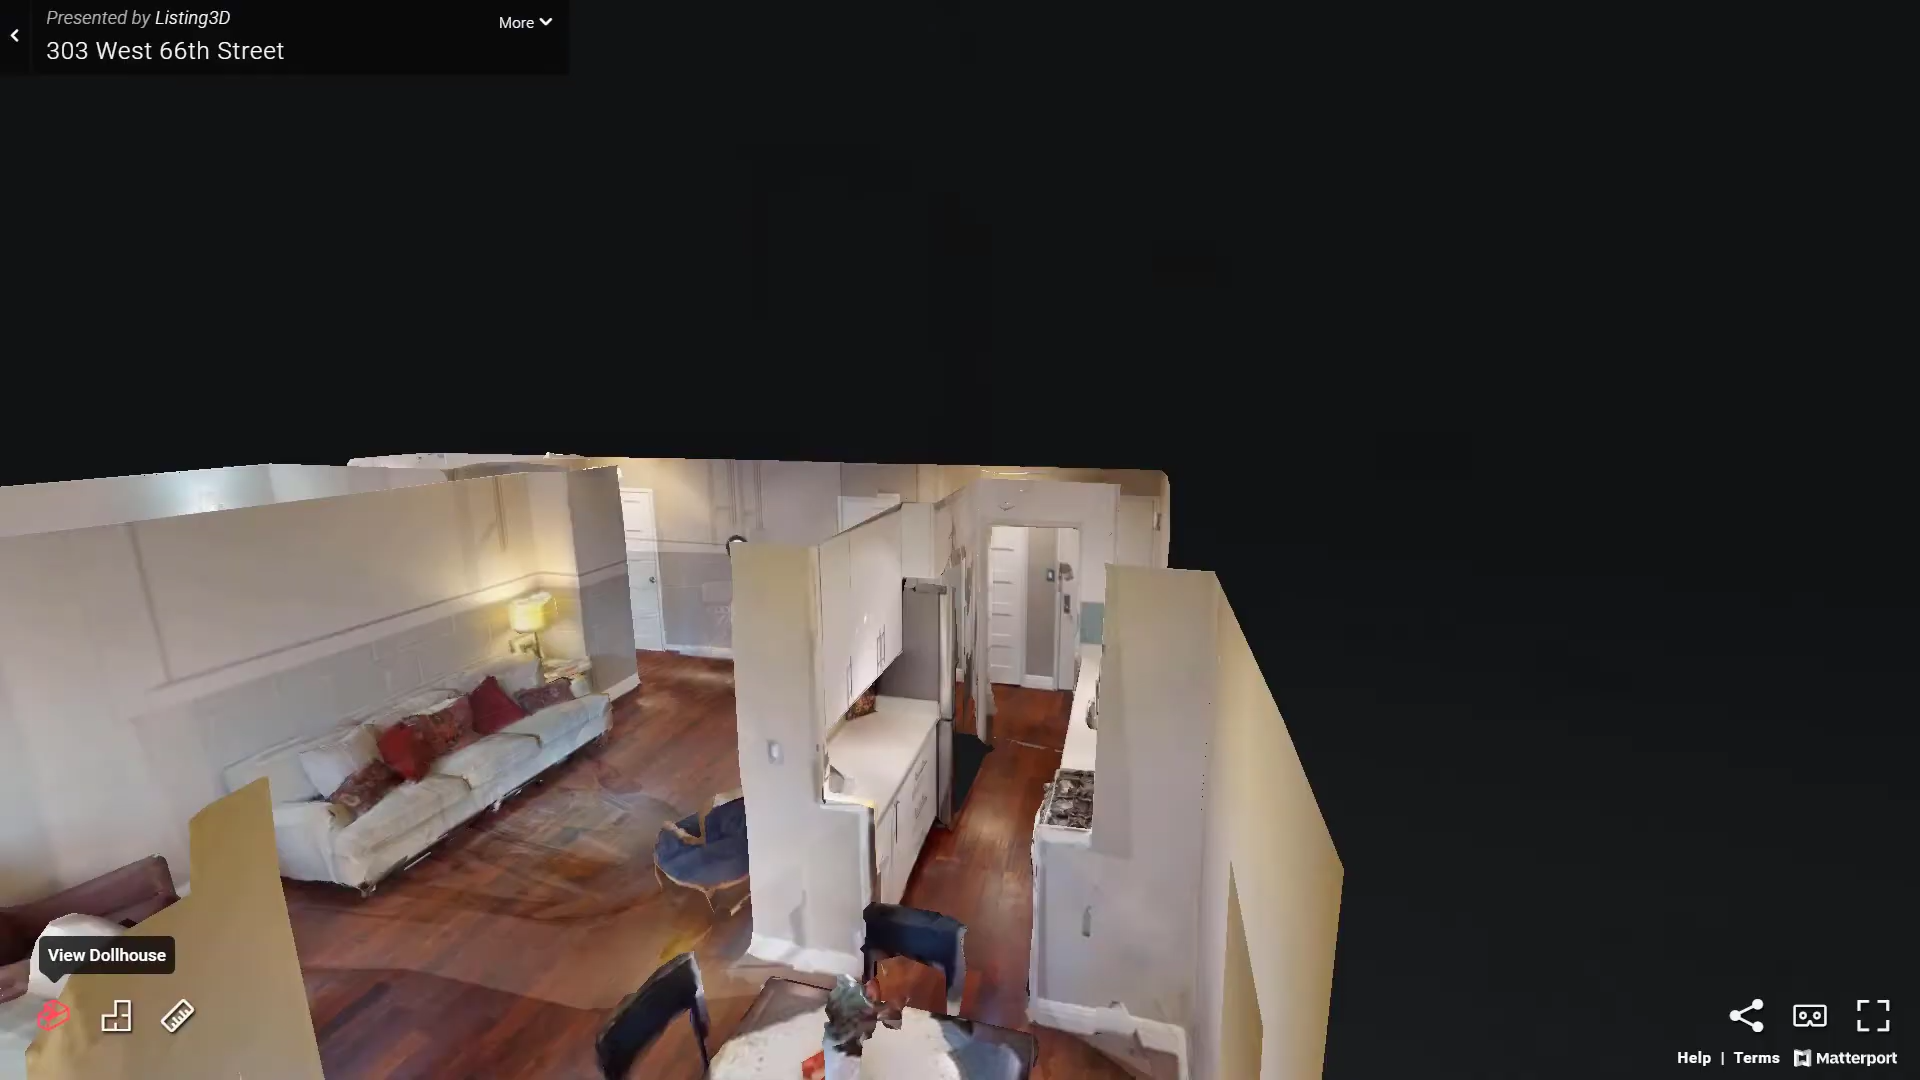 Presented by Listing3D
More
303 West 66th Street
View Dollhouse
Help | Terms Matterport